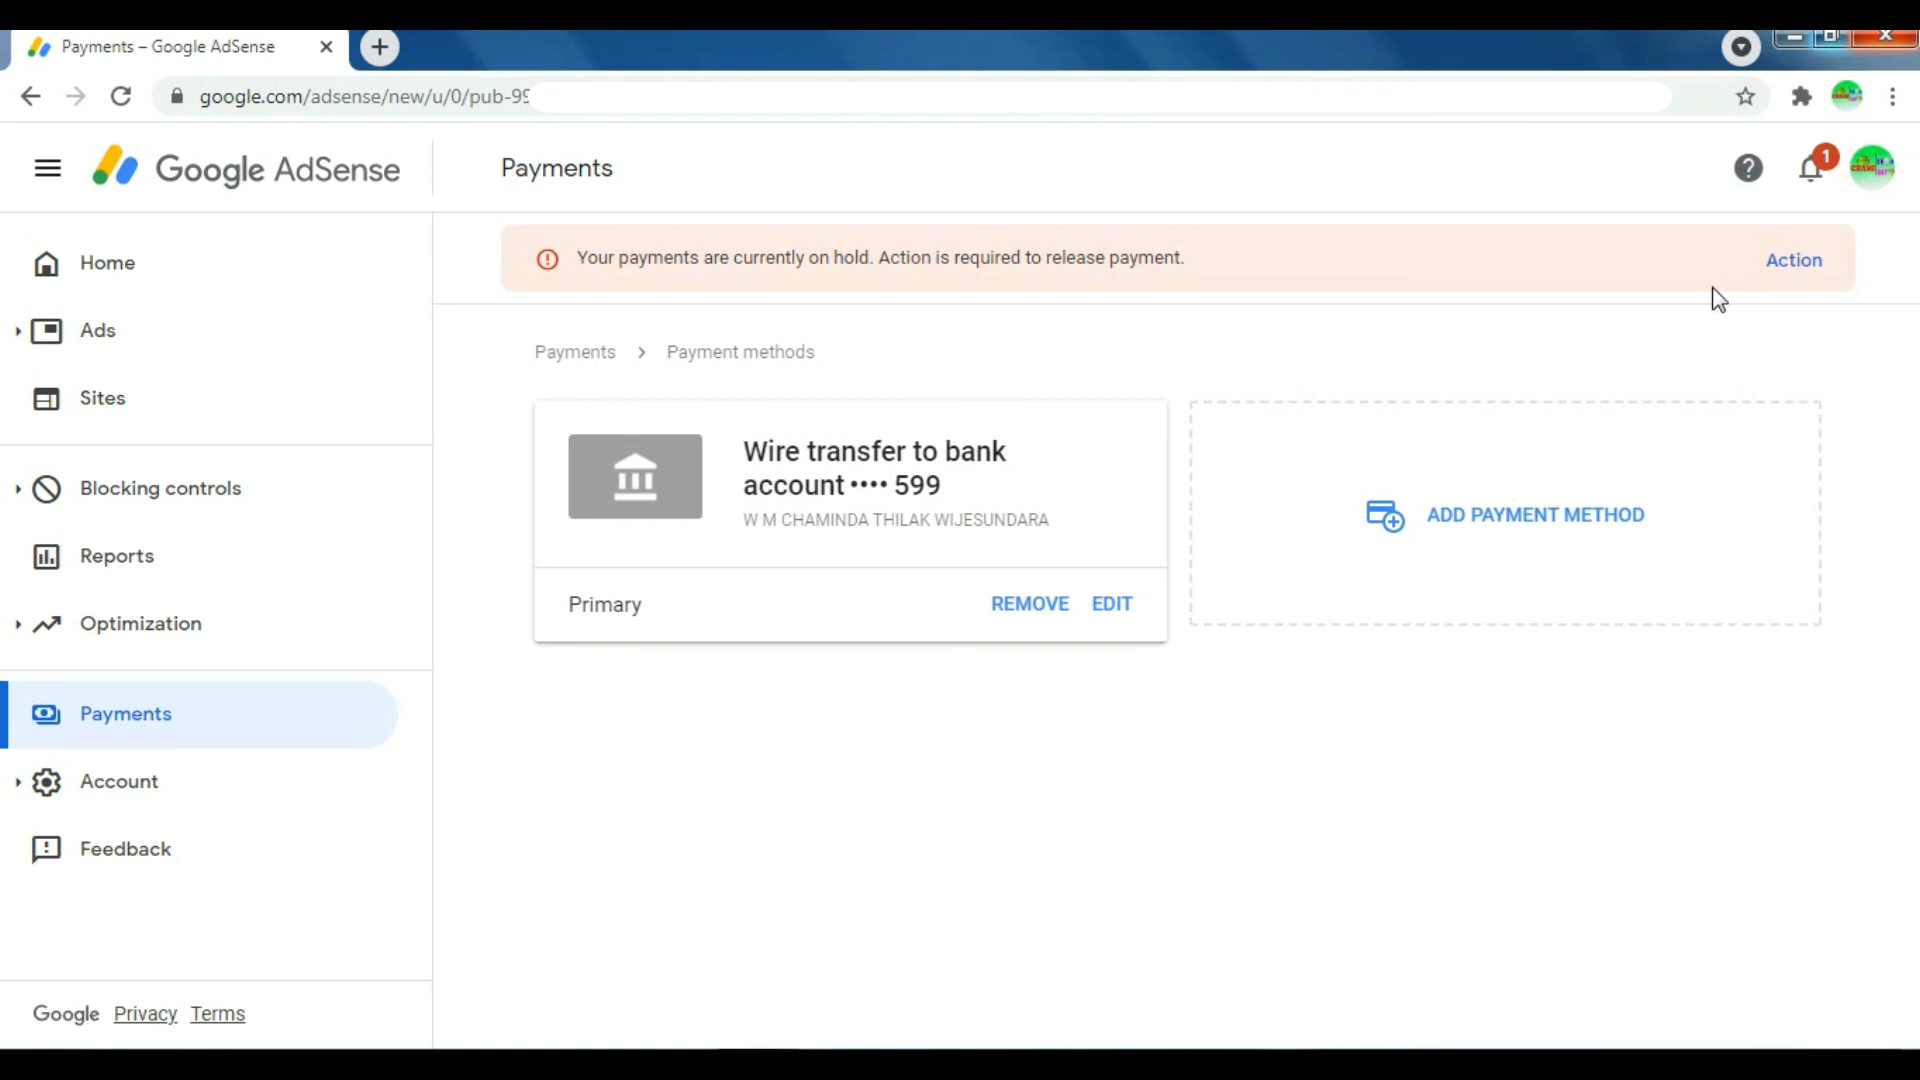 Payments – Google AdSense
google.com/adsense/new/u/0/pub-99
Google AdSense
Payments
1
Home
Ads
Sites
Blocking controls
Reports
Optimization
Payments
Account
Feedback
Google Privacy Terms
Your payments are currently on hold. Action is required to release payment.
Action
Payments > Payment methods
Wire transfer to bank
account •••• 599
W M CHAMINDA THILAK WIJESUNDARA
Primary
REMOVE EDIT
ADD PAYMENT METHOD